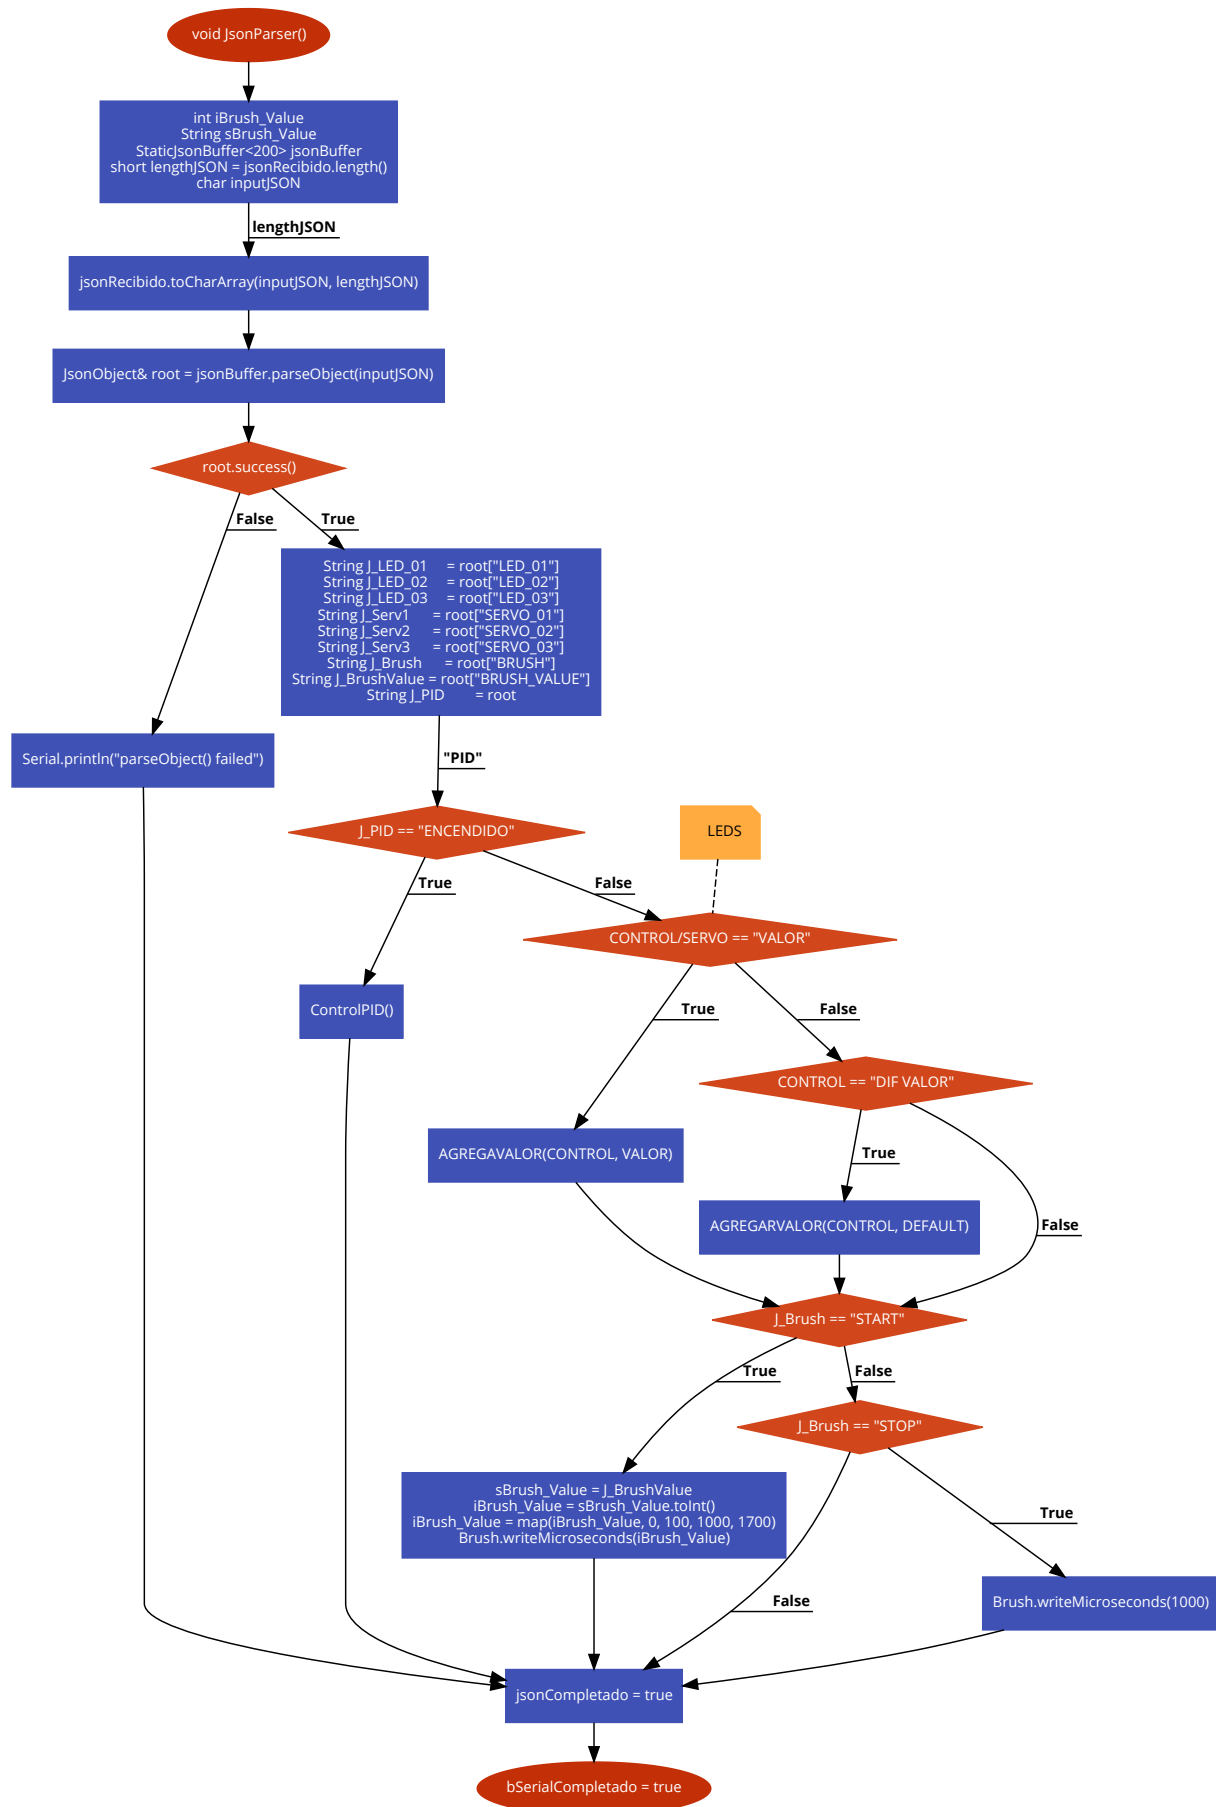 void JsonParser()
int iBrush_Value
String sBrush_Value
StaticJsonBuffer<200> jsonBuffer
short lengthJSON = jsonRecibido.length()
char inputJSON
lengthJSON
jsonRecibido.toCharArray(inputJSON, lengthJSON)
JsonObject& root = jsonBuffer.parseObject(inputJSON)
root.success()
False
True
String J_LED_01 = root["LED_01"]
String J_LED_02 = root["LED_02"]
String J_LED_03 = root["LED_03"]
String J_Serv1 = root["SERVO_01"]
String J_Serv2 = root["SERVO_02"]
String J_Serv3 = root["SERVO_03"]
String J_Brush = root["BRUSH"]
String J_BrushValue = root["BRUSH_VALUE"]
String J_PID = root
Serial.println("parseObject() failed")
"PID"
J_PID == "ENCENDIDO"
LEDS
True
False
CONTROL/SERVO == "VALOR"
ControlPID()
True
False
CONTROL == "DIF VALOR"
AGREGAVALOR(CONTROL, VALOR)
True
AGREGARVALOR(CONTROL, DEFAULT)
False
J_Brush == "START"
True
False
J_Brush == "STOP"
sBrush_Value = J_BrushValue
iBrush_Value = sBrush_Value.toInt()
iBrush_Value = map(iBrush_Value, 0, 100, 1000, 1700)
Brush.writeMicroseconds(iBrush_Value)
True
False
Brush.writeMicroseconds(1000)
jsonCompletado = true
bSerialCompletado = true